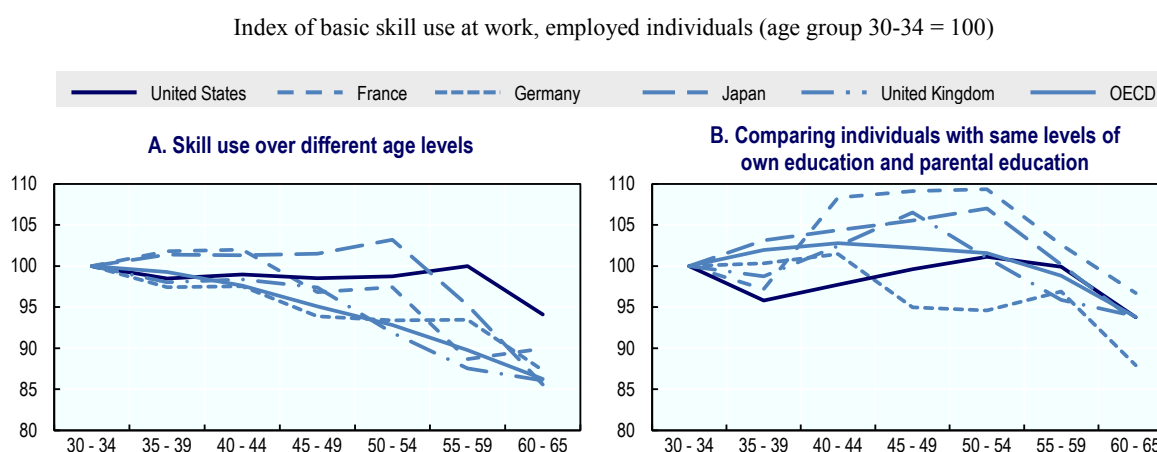 Index of basic skill use at work, employed individuals (age group 30-34 = 100)
United States France Germany Japan United Kingdom OECD
A. Skill use over different age levels
110
105
100
95
90
85
80
30 - 34 35 - 39 40 - 44 45 - 49 50 - 54 55 - 59 60 - 65
B. Comparing individuals with same levels of
own education and parental education
110
105
100
95
90
85
80
30 - 34 35 - 39 40 - 44 45 - 49 50 - 54 55 - 59 60 - 65